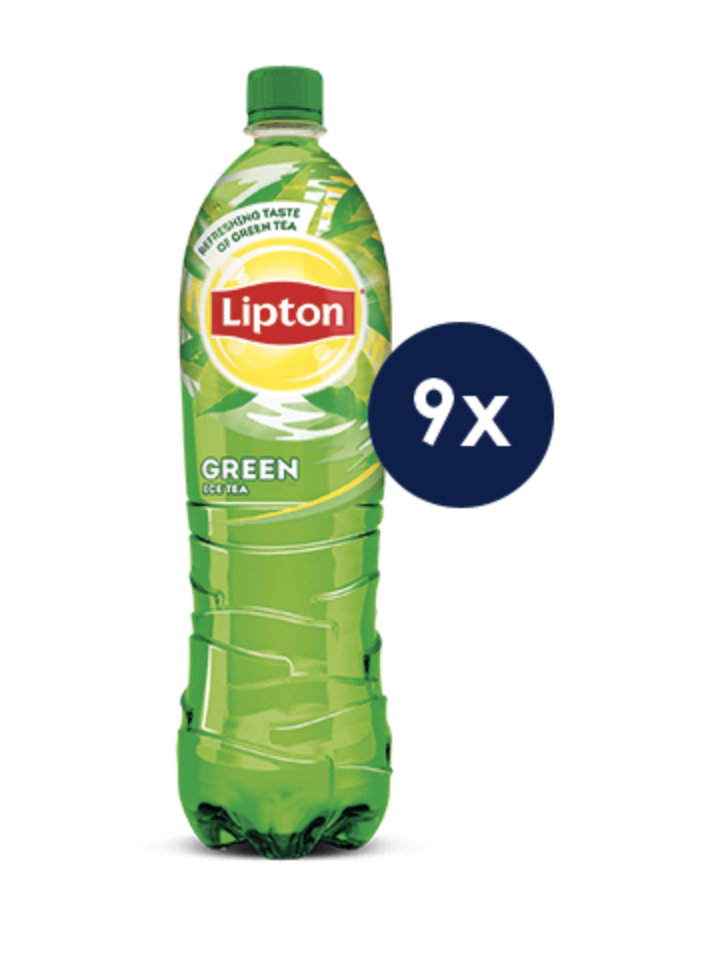 REFRESHING TASTE
OF GREEN TEA
Lipton
GREEN
ICE TEA
9x